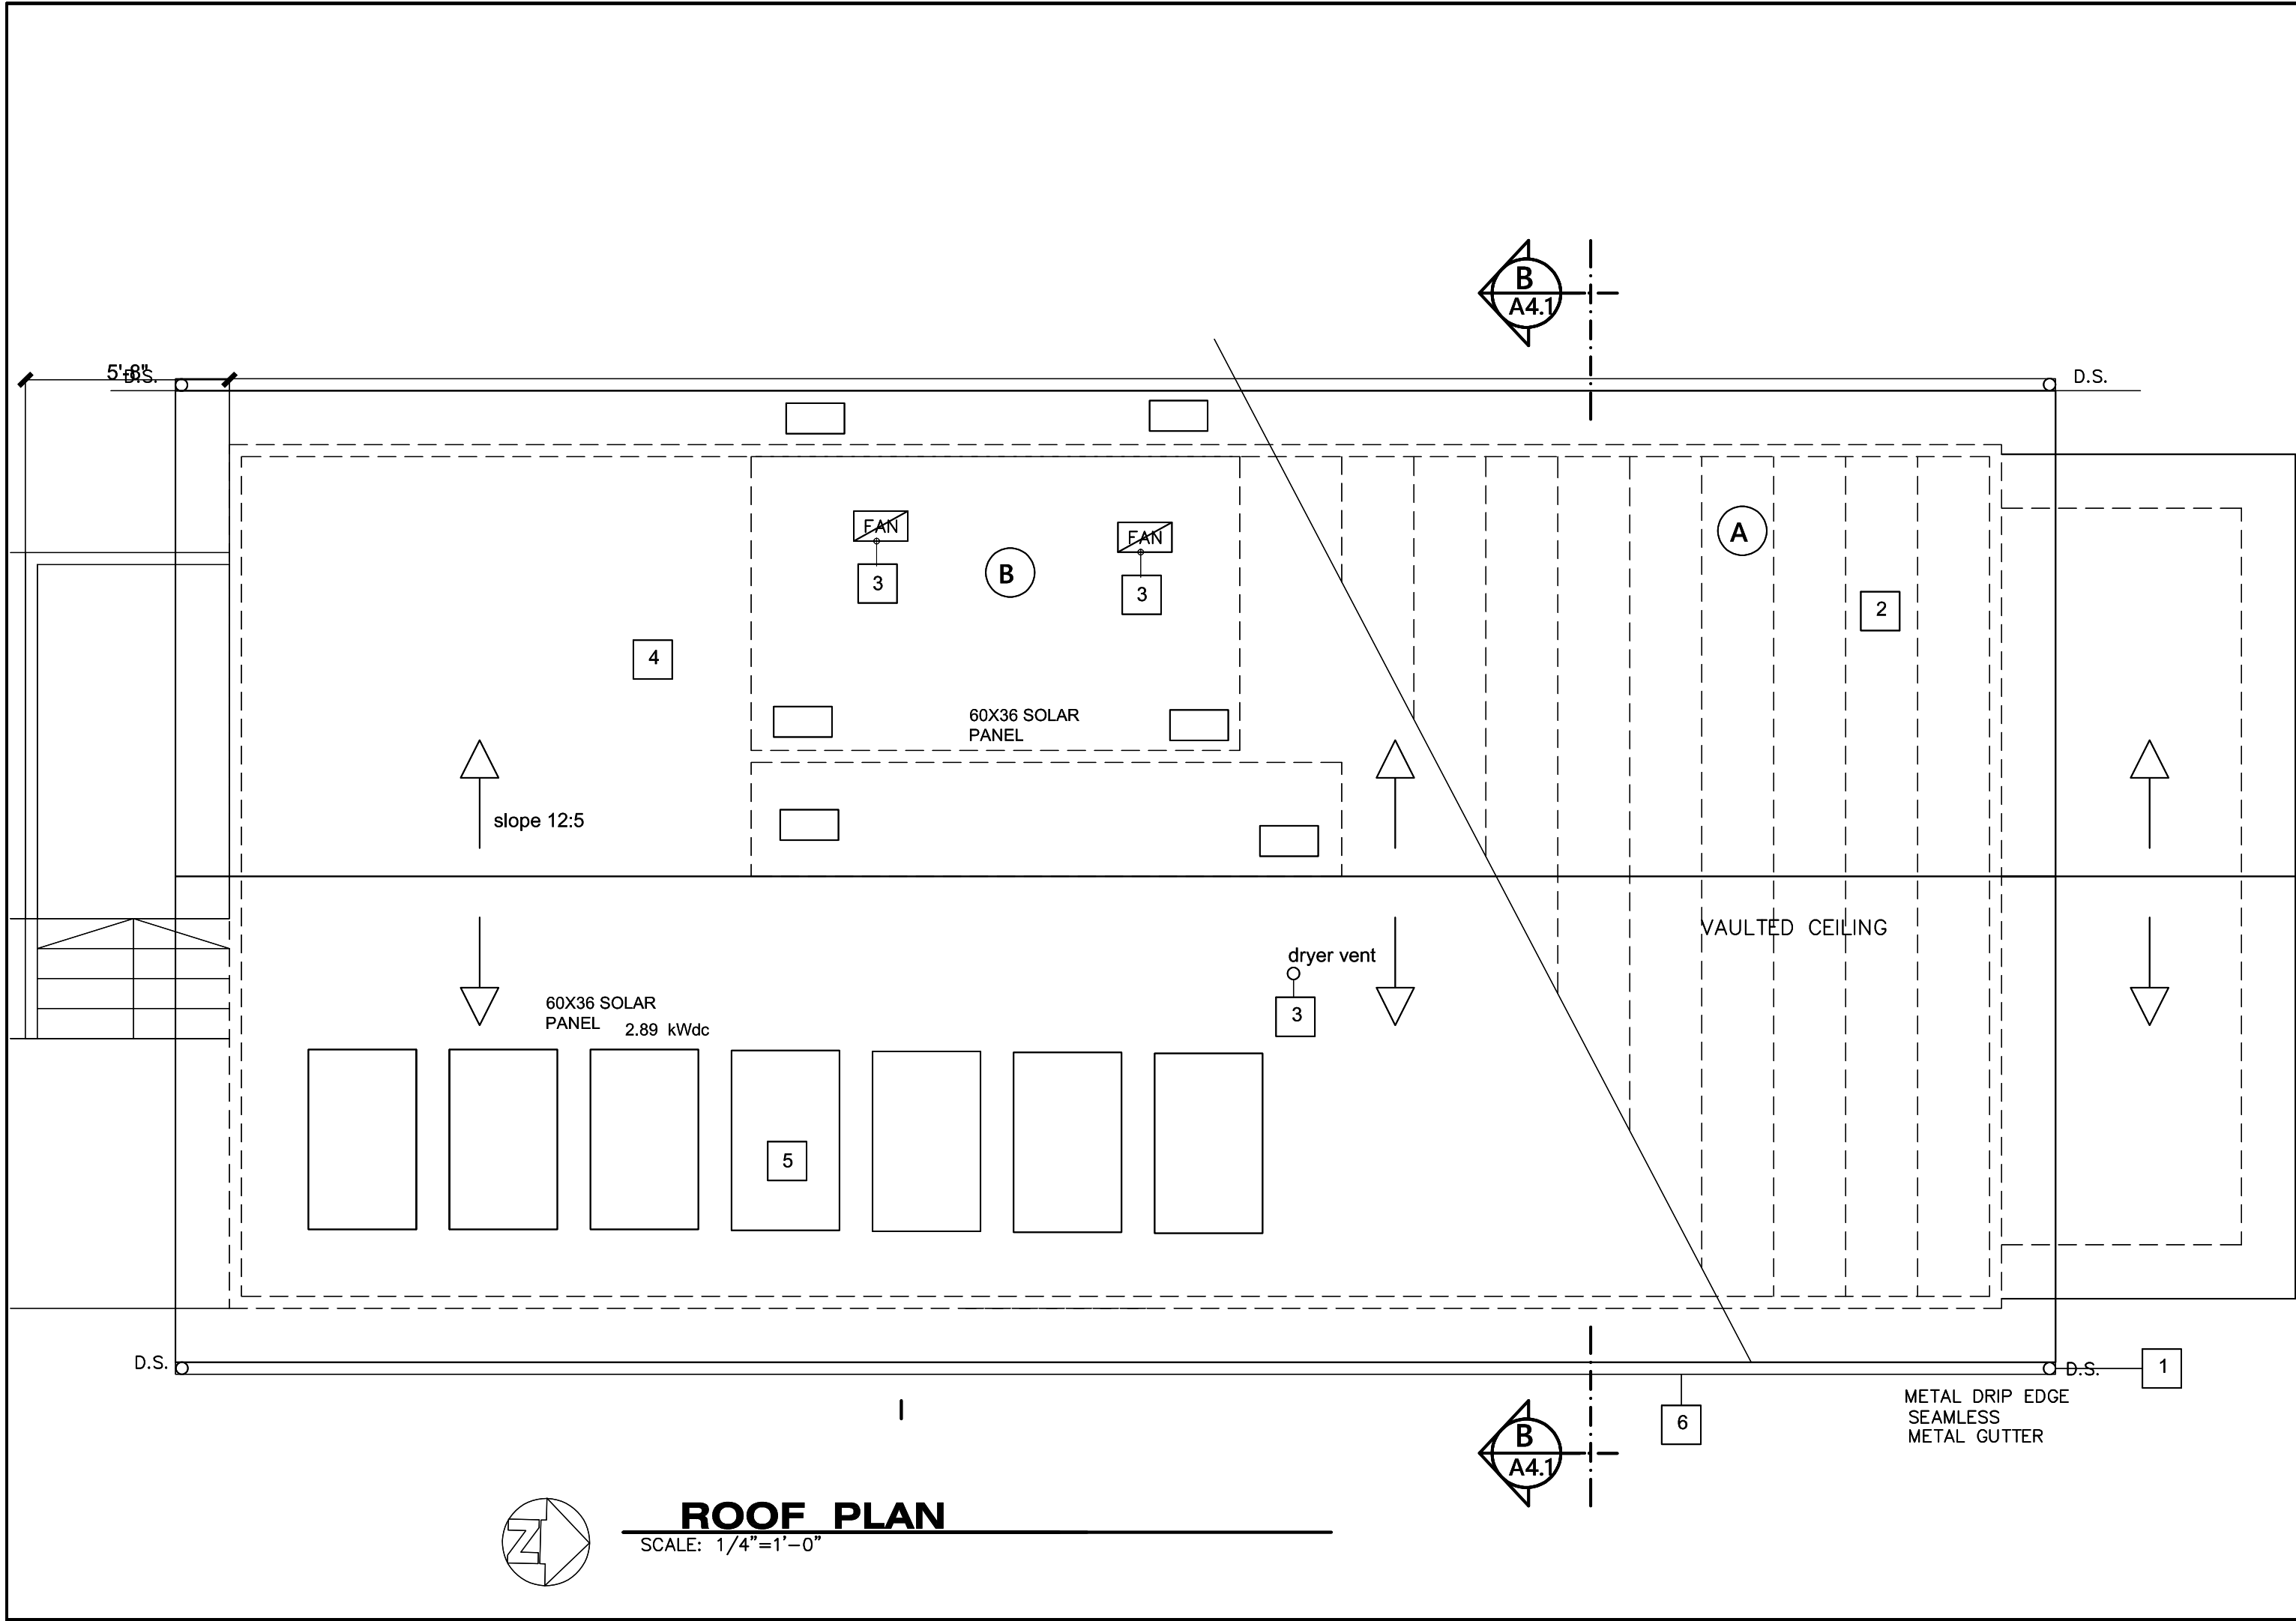 B
A4.1
5'-8"
D.S.
D.S.
FAN
FAN
A
B
3
3
2
4
60X36 SOLAR
PANEL
slope 12:5
VAULTED CEILING
dryer vent
60X36 SOLAR
PANEL
2.89 kWdc
3
5
D.S.
D.S.
1
METAL DRIP EDGE
SEAMLESS
METAL GUTTER
6
B
A4.1
ROOF PLAN
SCALE: 1/4"=1'-0"
N